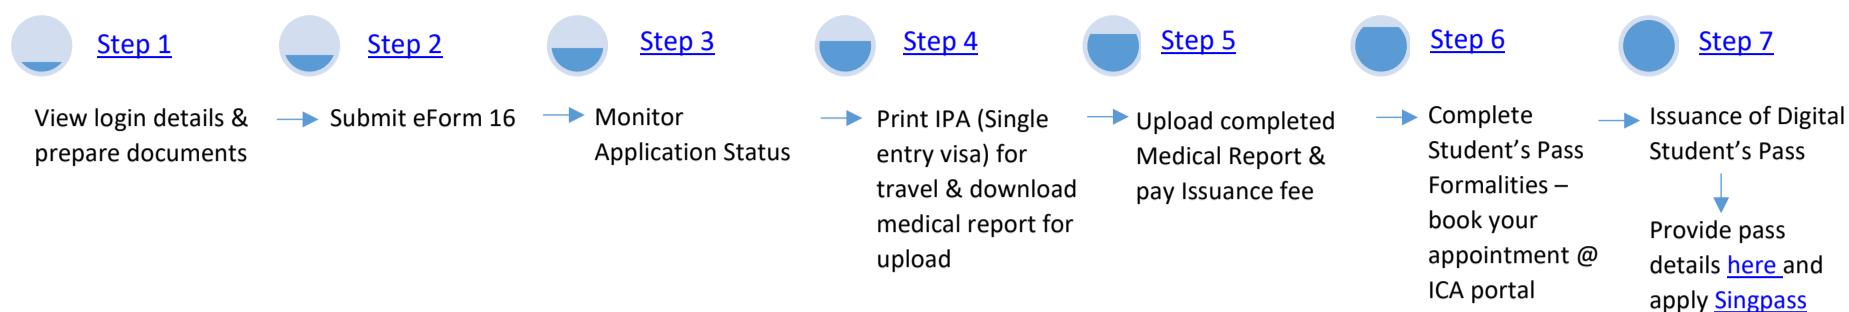 Step 1
View login details &
prepare documents
Step 2
Submit eForm 16
Step 3
Monitor
Application Status
Step 4
Print IPA (Single
entry visa) for
travel & download
medical report for
upload
Step 5
Upload completed
Medical Report &
pay Issuance fee
Step 6
Complete
Student’s Pass
Formalities –
book your
appointment @
ICA portal
Step 7
Issuance of Digital
Student’s Pass
Provide pass
details here and
apply Singpass